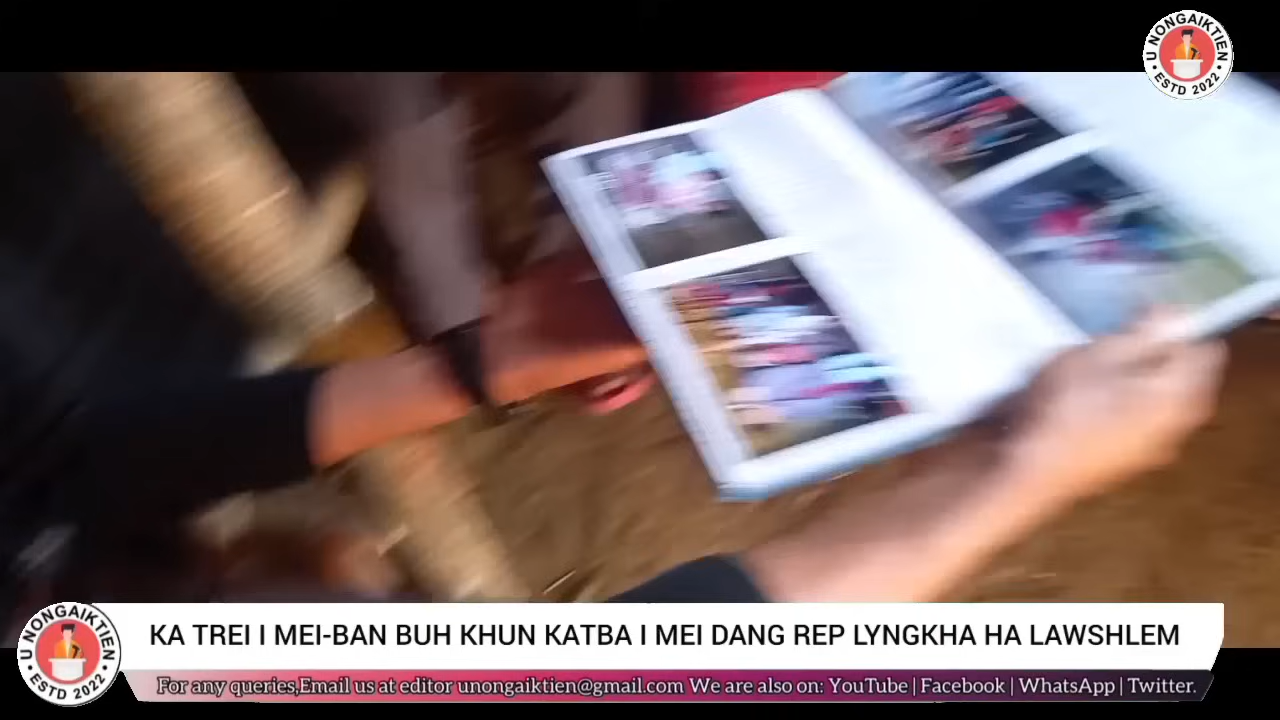 U NONGAIKTIEN
ESTD 2022
KA TREI I MEI-BAN BUH KHUN KATBA I MEI DANG REP LYNGKHA HA LAWSHLEM
U NONGAIKTIEN
ESTD 2022
For any queries,Email us at editor unongaiktien@gmail.com We are also on: YouTube | Facebook | WhatsApp | Twitter.